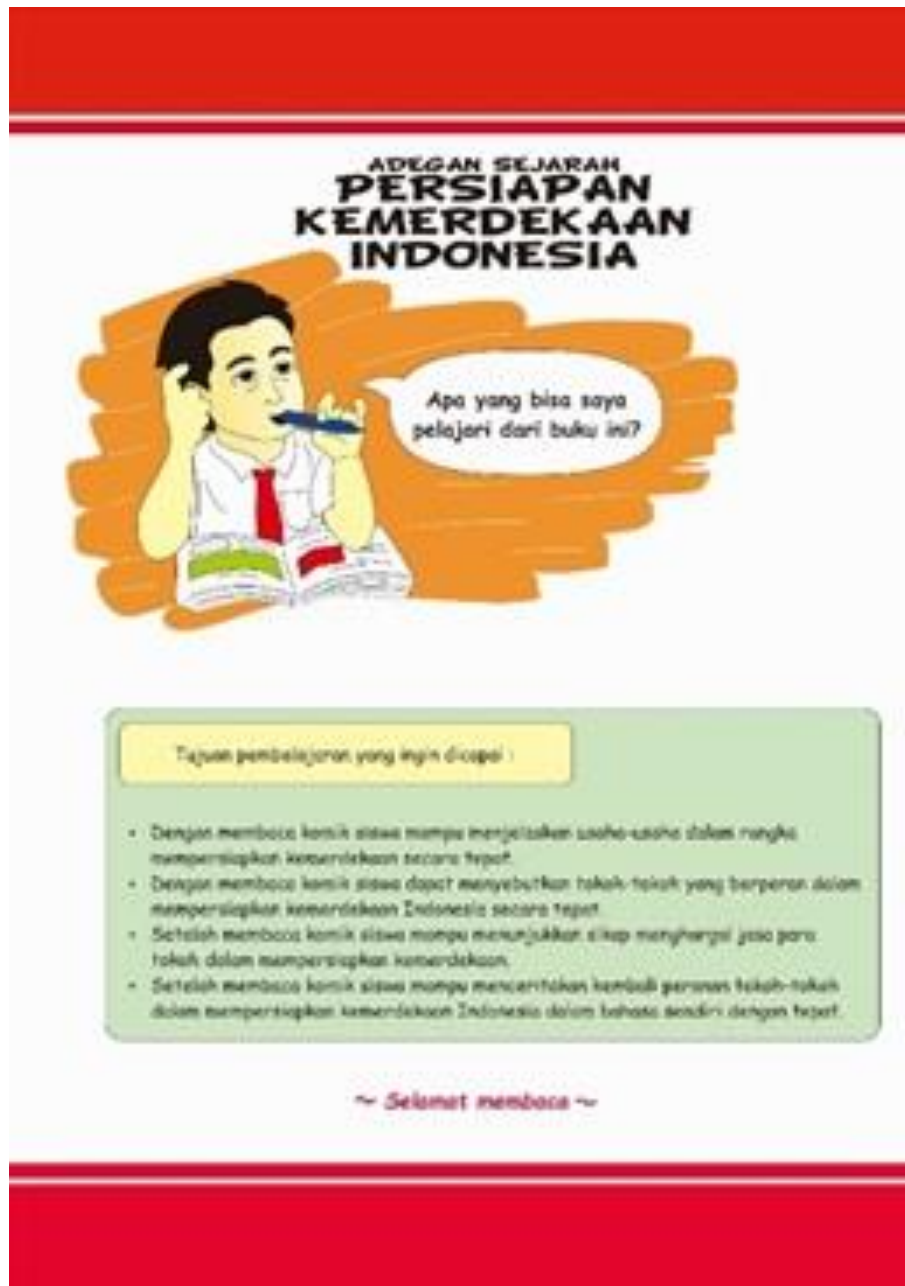 ADEGAN SEJARAH
PERSIAPAN
KEMERDEKAAN
INDONESIA
Apa yang bisa saya
pelajari dari buku ini?
Tujuan pembelajaran yang ingin dicapai :
• Dengan membaca komik siswa mampu menjelaskan usaha-usaha dalam rangka
mempersiapkan kemerdekaan secara tepat.
• Dengan membaca komik siswa dapat menyebutkan tokoh-tokoh yang berperan dalam
mempersiapkan kemerdekaan Indonesia secara tepat.
• Setelah membaca komik siswa mampu menunjukkan sikap menghargai jasa para
tokoh dalam mempersiapkan kemerdekaan.
• Setelah membaca komik siswa mampu menceritakan kembali peranan tokoh-tokoh
dalam mempersiapkan kemerdekaan Indonesia dalam bahasa sendiri dengan tepat.
~ Selamat membaca ~